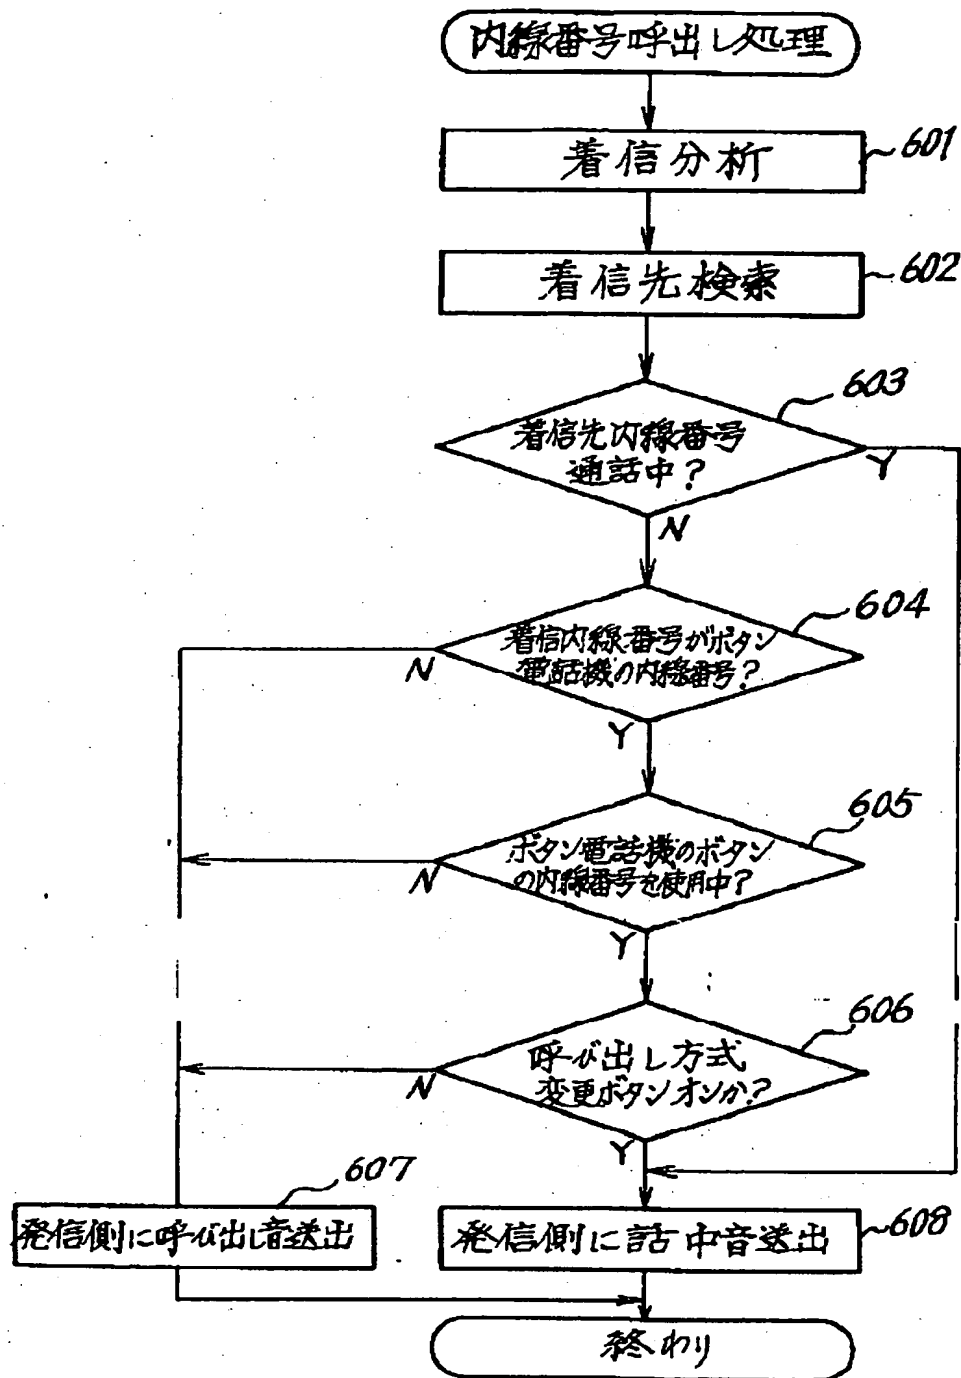 内線番号呼出し処理
着信分析
601
着信先検索
602
603
着信先内線番号
通話中?
Y
N
604
着信内線番号がボタン
電話機の内線番号?
N
Y
605
ボタン電話機のボタン
の内線番号を使用中?
N
Y
606
呼び出し方式
変更ボタンオンか?
N
Y
607
発信側に呼び出し音送出
発信側に話中音送出
608
終わり